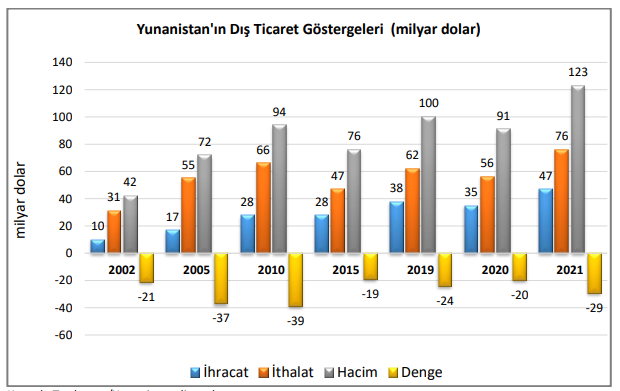 Yunanistan'ın Dış Ticaret Göstergeleri (milyar dolar)
milyar dolar
140
120
100
80
60
40
20
0
-20
-40
-60
10 31 42 -21
17 55 72 -37
28 66 94 -39
28 47 76 -19
38 62 100 -24
35 56 91 -20
47 76 123 -29
2002 2005 2010 2015 2019 2020 2021
İhracat İthalat Hacim Denge